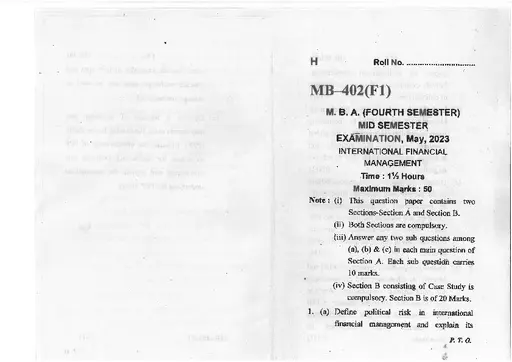 H Roll No. ................................
MB–402(F1)
M. B. A. (FOURTH SEMESTER)
MID SEMESTER
EXAMINATION, May, 2023
INTERNATIONAL FINANCIAL
MANAGEMENT
Time : 1½ Hours
Maximum Marks : 50
Note : (i) This question paper contains two
Sections-Section A and Section B.
(ii) Both Sections are compulsory.
(iii) Answer any two sub questions among
(a), (b) & (c) in each main question of
Section A. Each sub question carries
10 marks.
(iv) Section B consisting of Case Study is
compulsory. Section B is of 20 Marks.
1. (a) Define political risk in international
financial management and explain its
P. T. O.